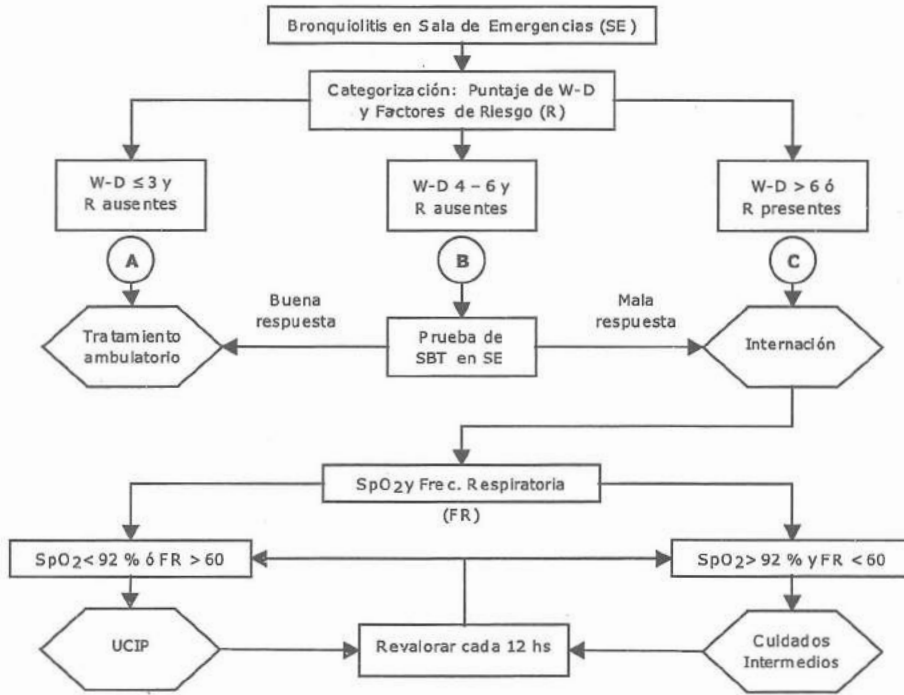 Bronquiolitis en Sala de Emergencias (SE)
Categorización: Puntaje de W-D
y Factores de Riesgo (R)
W-D ≤ 3 y
R ausentes
W-D 4 – 6 y
R ausentes
W-D > 6 ó
R presentes
A
B
C
Buena
respuesta
Mala
respuesta
Tratamiento
ambulatorio
Prueba de
SBT en SE
Internación
SpO2 y Frec. Respiratoria
(FR)
SpO2 < 92 % ó FR > 60
SpO2 > 92 % y FR < 60
UCIP
Revalorar cada 12 hs
Cuidados
Intermedios